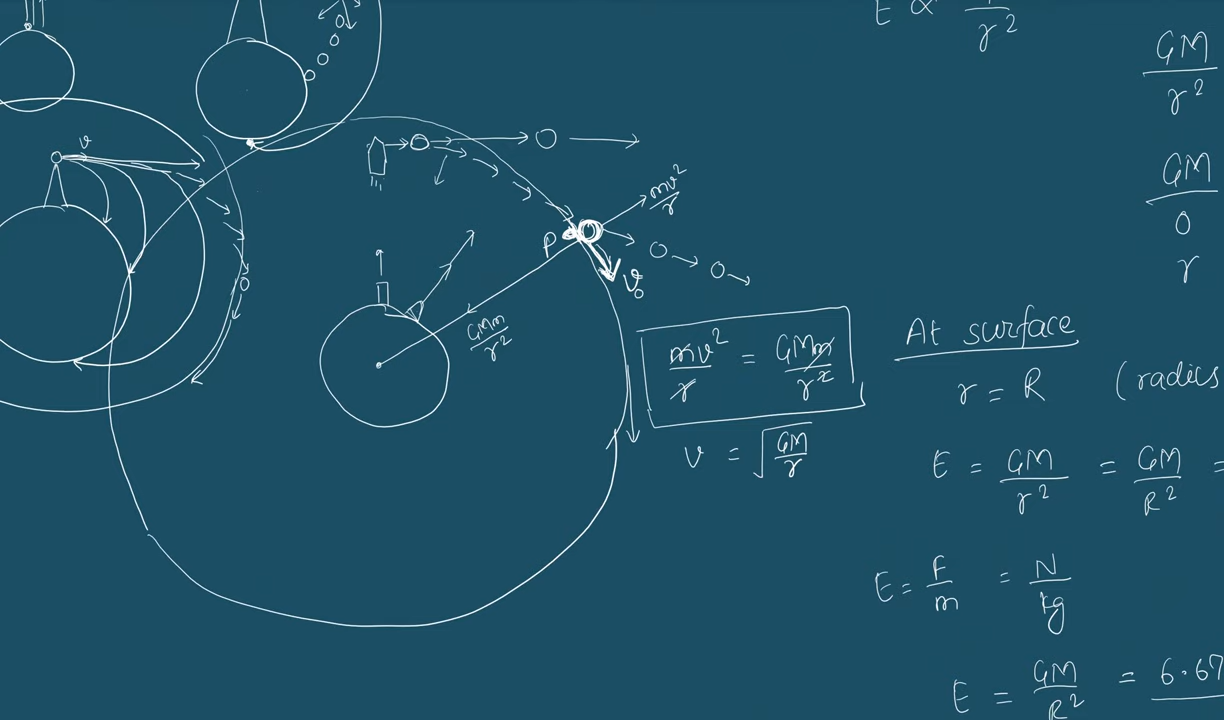 E ∝ 1/r²
GM/r²
v
mv²/r
GM/0
r
P
v₀
GMm/r²
mv²/r = GMm/r²
At surface
r = R (radius
v = √(GM/r)
E = GM/r² = GM/R² =
E = F/m = N/kg
E = GM/R² = 6.67